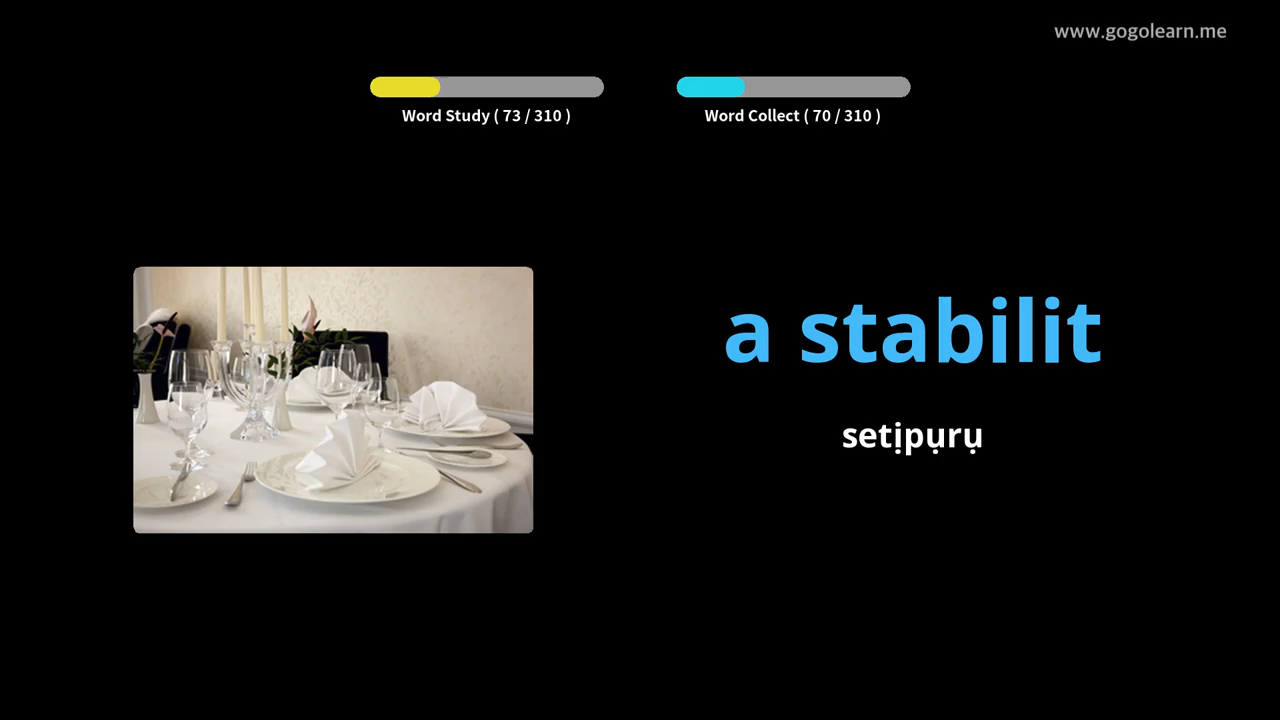 www.gogolearn.me
Word Study ( 73 / 310 )
Word Collect ( 70 / 310 )
a stabilit
setịpụrụ